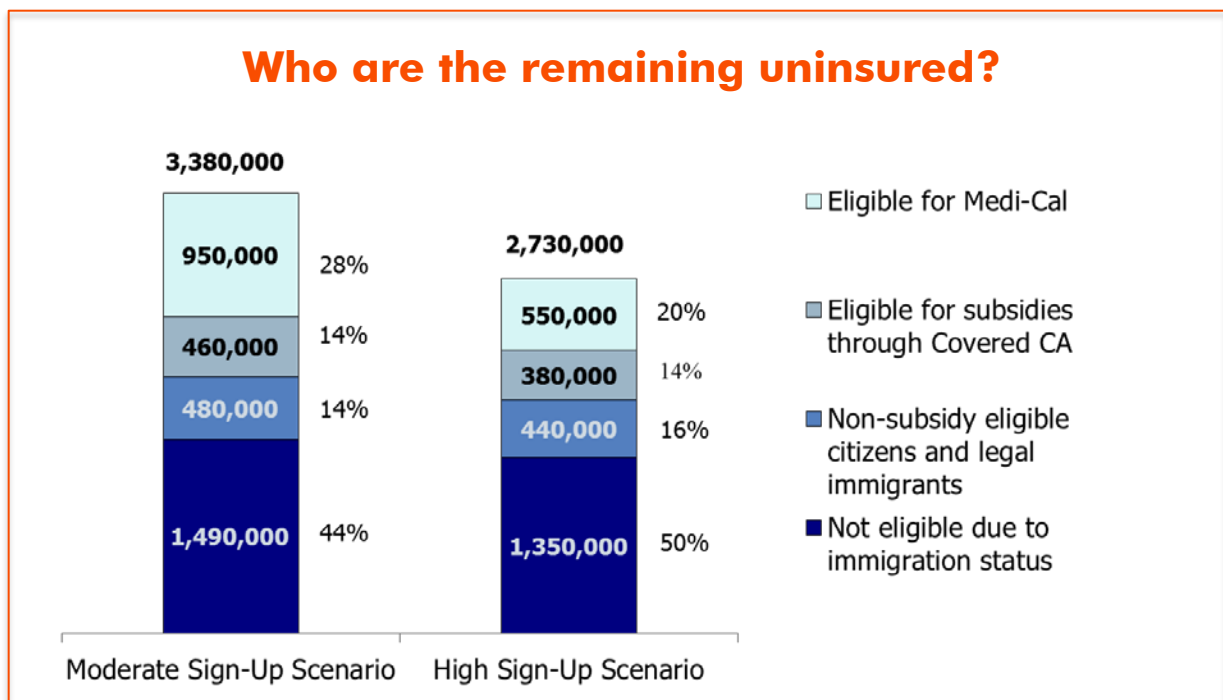 Who are the remaining uninsured?
3,380,000
950,000
28%
460,000
14%
480,000
14%
1,490,000
44%
Moderate Sign-Up Scenario
2,730,000
550,000
20%
380,000
14%
440,000
16%
1,350,000
50%
High Sign-Up Scenario
Eligible for Medi-Cal
Eligible for subsidies
through Covered CA
Non-subsidy eligible
citizens and legal
immigrants
Not eligible due to
immigration status